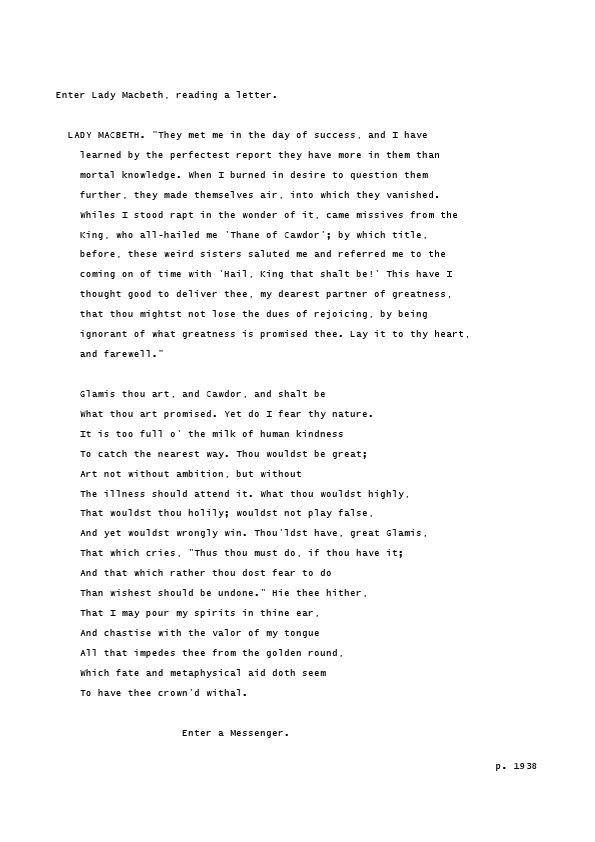 Enter Lady Macbeth, reading a letter.
LADY MACBETH. "They met me in the day of success, and I have
learned by the perfectest report they have more in them than
mortal knowledge. When I burned in desire to question them
further, they made themselves air, into which they vanished.
Whiles I stood rapt in the wonder of it, came missives from the
King, who all-hailed me 'Thane of Cawdor'; by which title,
before, these weird sisters saluted me and referred me to the
coming on of time with 'Hail, King that shalt be!' This have I
thought good to deliver thee, my dearest partner of greatness,
that thou mightst not lose the dues of rejoicing, by being
ignorant of what greatness is promised thee. Lay it to thy heart,
and farewell."
Glamis thou art, and Cawdor, and shalt be
What thou art promised. Yet do I fear thy nature.
It is too full o' the milk of human kindness
To catch the nearest way. Thou wouldst be great;
Art not without ambition, but without
The illness should attend it. What thou wouldst highly,
That wouldst thou holily; wouldst not play false,
And yet wouldst wrongly win. Thou'ldst have, great Glamis,
That which cries, "Thus thou must do, if thou have it;
And that which rather thou dost fear to do
Than wishest should be undone." Hie thee hither,
That I may pour my spirits in thine ear,
And chastise with the valor of my tongue
All that impedes thee from the golden round,
Which fate and metaphysical aid doth seem
To have thee crown'd withal.
Enter a Messenger.
p. 1938